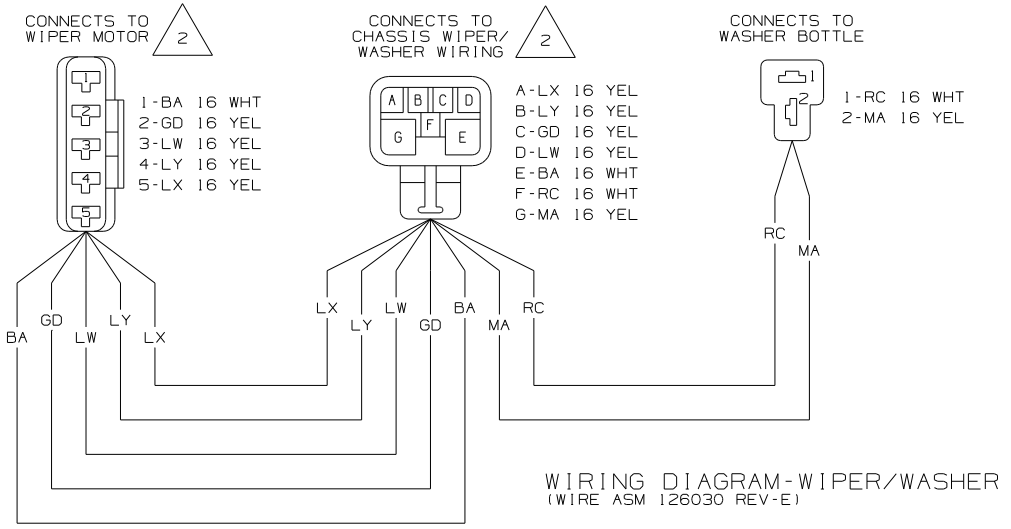 CONNECTS TO
WIPER MOTOR
2
1
2
3
4
5
1-BA 16 WHT
2-GD 16 YEL
3-LW 16 YEL
4-LY 16 YEL
5-LX 16 YEL
CONNECTS TO
CHASSIS WIPER/
WASHER WIRING
2
A B C D
F
G E
A-LX 16 YEL
B-LY 16 YEL
C-GD 16 YEL
D-LW 16 YEL
E-BA 16 WHT
F-RC 16 WHT
G-MA 16 YEL
CONNECTS TO
WASHER BOTTLE
1
2
1-RC 16 WHT
2-MA 16 YEL
BA GD LW LY LX
LX LY LW GD BA MA RC
RC MA
WIRING DIAGRAM-WIPER/WASHER
(WIRE ASM 126030 REV-E)